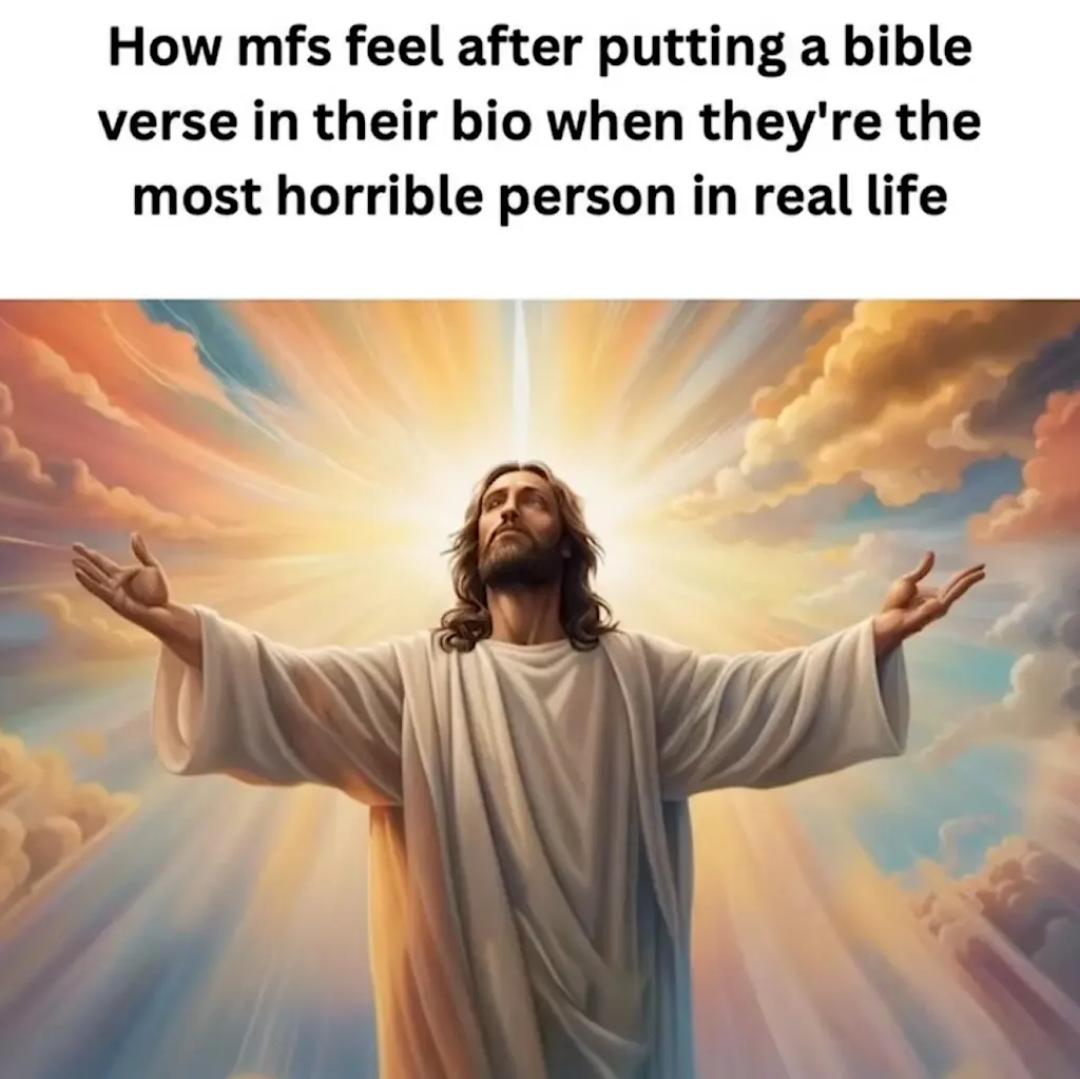 How mfs feel after putting a bible
verse in their bio when they're the
most horrible person in real life